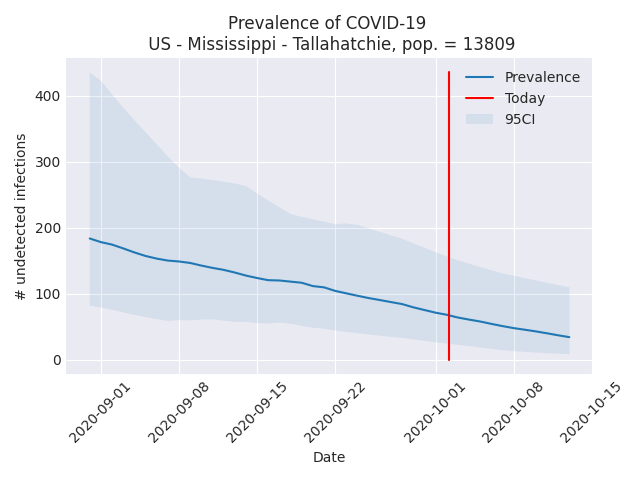 Prevalence of COVID-19
US - Mississippi - Tallahatchie, pop. = 13809
Prevalence
Today
95CI
# undetected infections
400
300
200
100
0
2020-09-01
2020-09-08
2020-09-15
2020-09-22
2020-10-01
2020-10-08
2020-10-15
Date